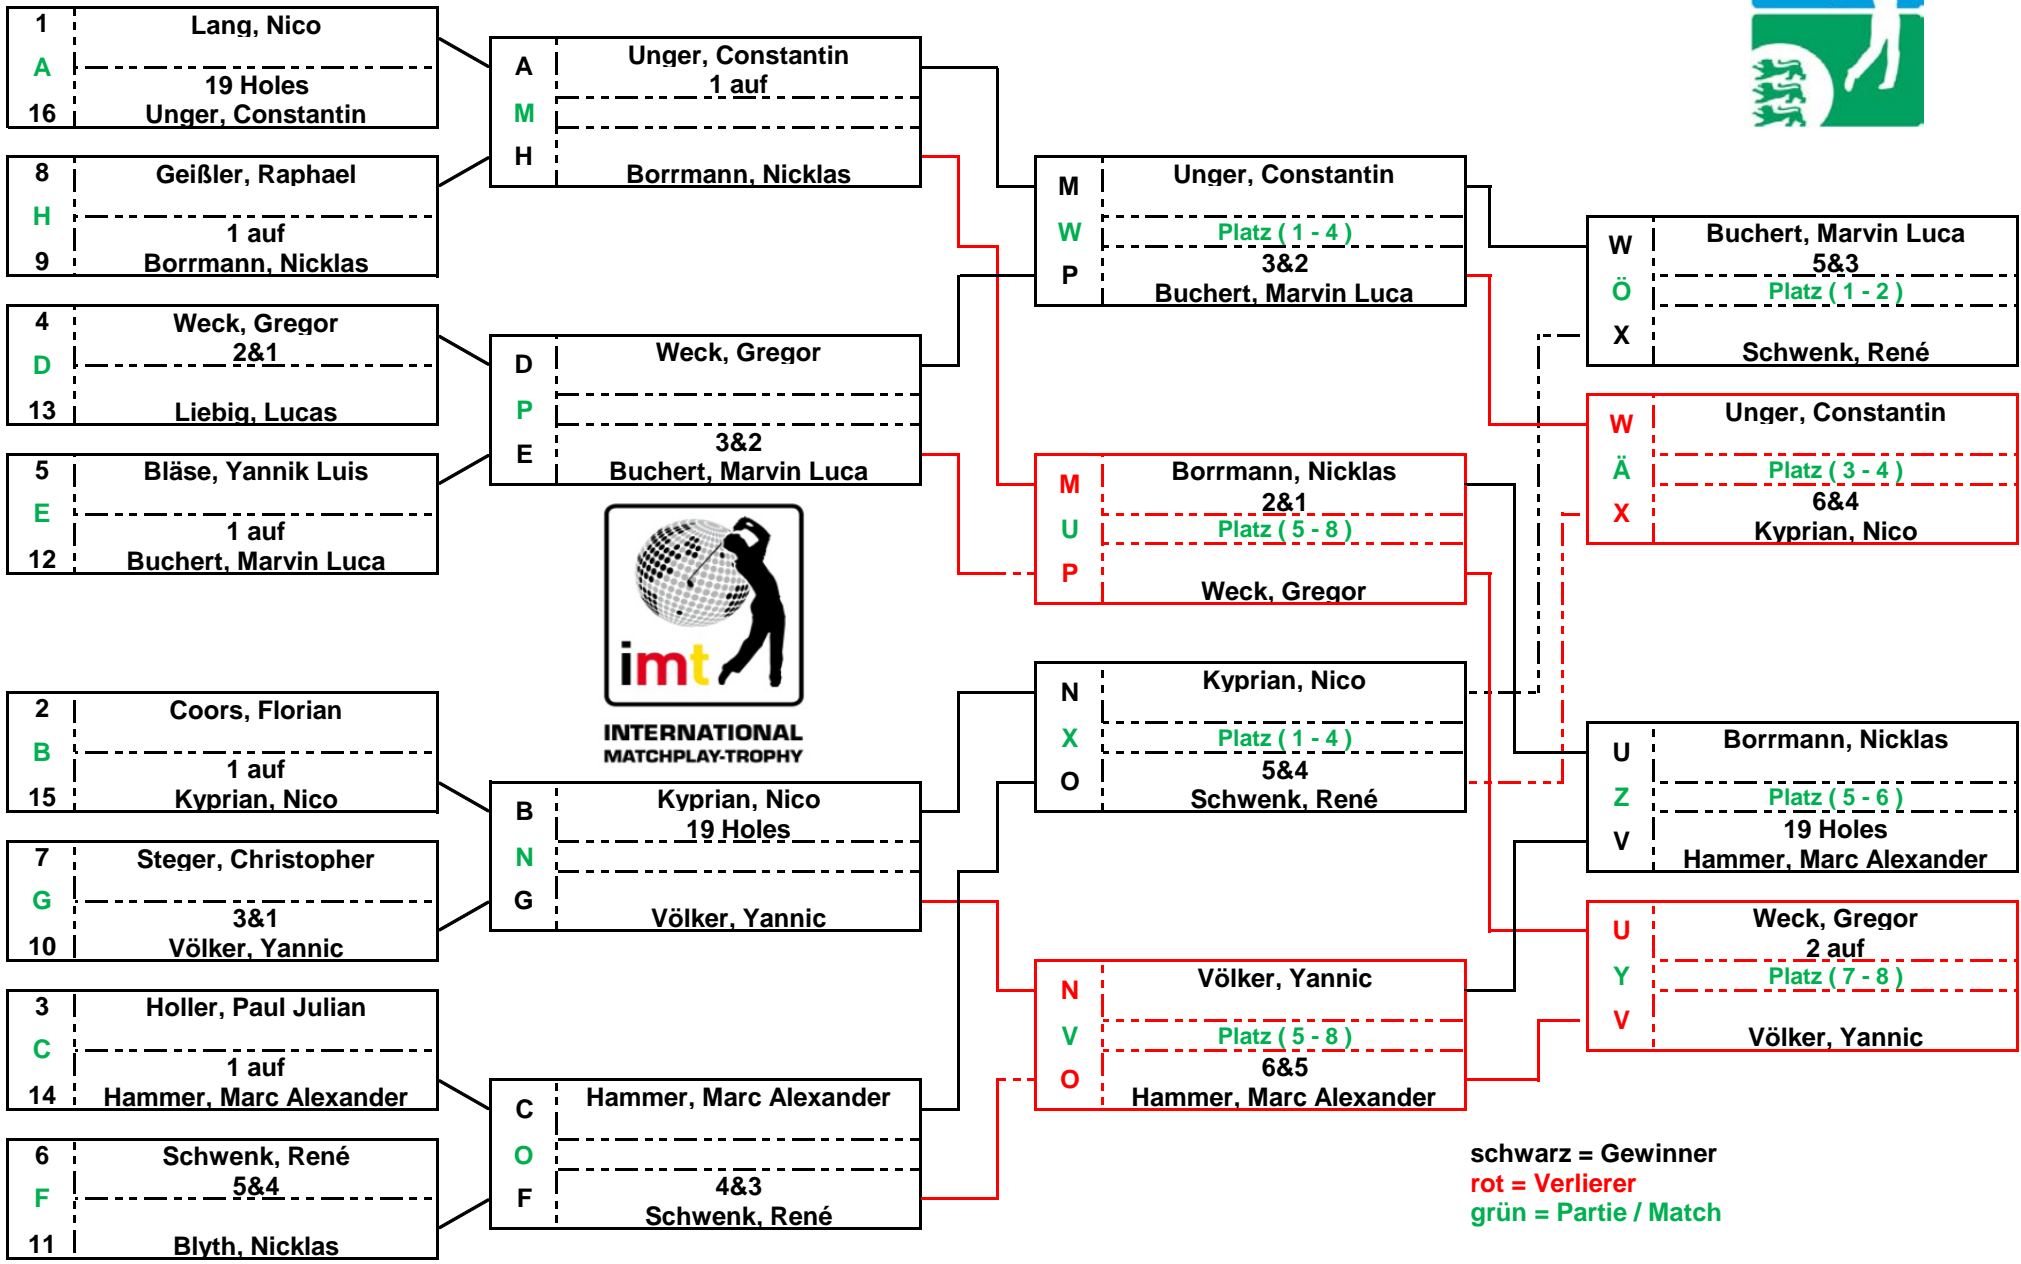 1
Lang, Nico
A
19 Holes
16
Unger, Constantin
8
Geißler, Raphael
H
1 auf
9
Borrmann, Nicklas
4
Weck, Gregor
2&1
D
13
Liebig, Lucas
5
Bläse, Yannik Luis
E
1 auf
12
Buchert, Marvin Luca
2
Coors, Florian
B
1 auf
15
Kyprian, Nico
7
Steger, Christopher
G
3&1
10
Völker, Yannic
3
Holler, Paul Julian
C
1 auf
14
Hammer, Marc Alexander
6
Schwenk, René
5&4
F
11
Blyth, Nicklas
A
Unger, Constantin
1 auf
M
H
Borrmann, Nicklas
D
Weck, Gregor
P
3&2
E
Buchert, Marvin Luca
imt
INTERNATIONAL
MATCHPLAY-TROPHY
B
Kyprian, Nico
19 Holes
N
G
Völker, Yannic
C
Hammer, Marc Alexander
O
4&3
F
Schwenk, René
M
Unger, Constantin
W
Platz ( 1 - 4 )
3&2
P
Buchert, Marvin Luca
M
Borrmann, Nicklas
2&1
U
Platz ( 5 - 8 )
P
Weck, Gregor
N
Kyprian, Nico
X
Platz ( 1 - 4 )
5&4
O
Schwenk, René
N
Völker, Yannic
V
Platz ( 5 - 8 )
6&5
O
Hammer, Marc Alexander
W
Buchert, Marvin Luca
5&3
Ö
Platz ( 1 - 2 )
X
Schwenk, René
W
Unger, Constantin
Ä
Platz ( 3 - 4 )
6&4
X
Kyprian, Nico
U
Borrmann, Nicklas
Z
Platz ( 5 - 6 )
19 Holes
V
Hammer, Marc Alexander
U
Weck, Gregor
2 auf
Y
Platz ( 7 - 8 )
V
Völker, Yannic
schwarz = Gewinner
rot = Verlierer
grün = Partie / Match